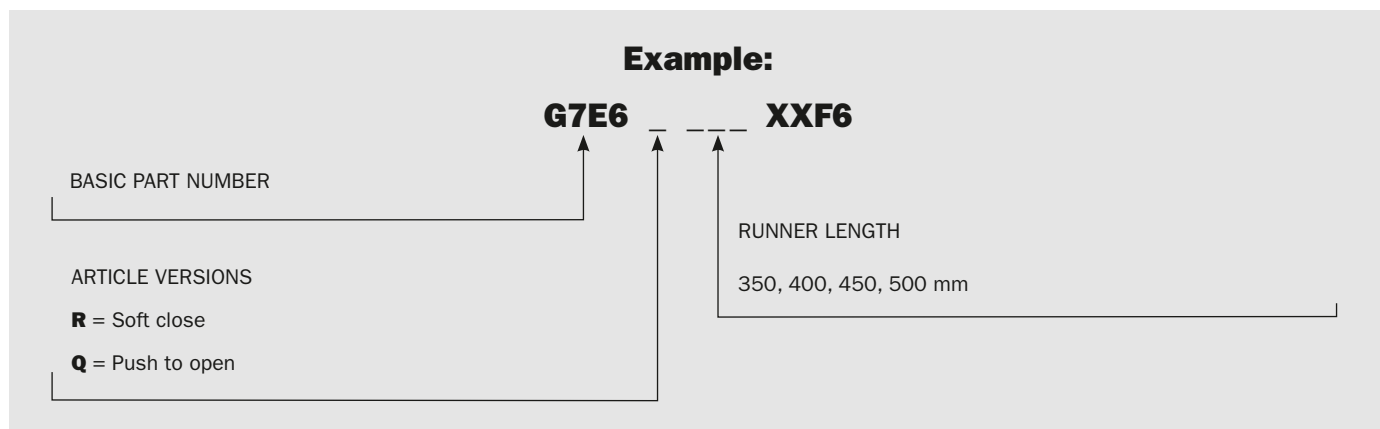 Example:
G7E6 _ _ _ _ XXF6
BASIC PART NUMBER
ARTICLE VERSIONS
R = Soft close
Q = Push to open
RUNNER LENGTH
350, 400, 450, 500 mm